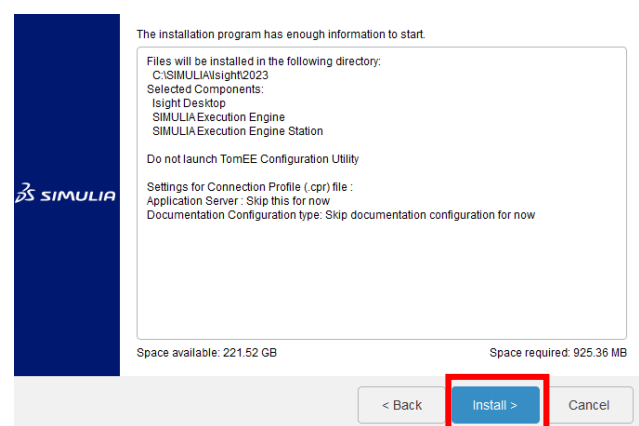 The installation program has enough information to start.
Files will be installed in the following directory:
C:\SIMULIA\Isight\2023
Selected Components:
Isight Desktop
SIMULIA Execution Engine
SIMULIA Execution Engine Station
Do not launch TomEE Configuration Utility
Settings for Connection Profile (.cpr) file :
Application Server : Skip this for now
Documentation Configuration type: Skip documentation configuration for now
SIMULIA
Space available: 221.52 GB Space required: 925.36 MB
< Back Install > Cancel